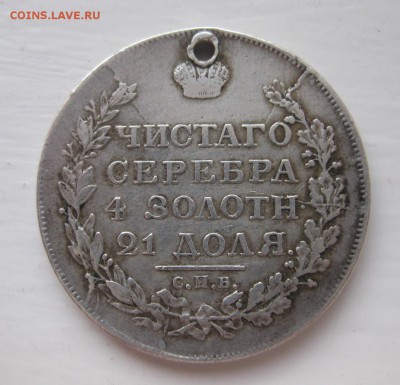 COINS.LAVE.RU
ЧИСТАГО
СЕРЕБРА
4 ЗОЛОТН
21 ДОЛЯ.
С.П.Б.